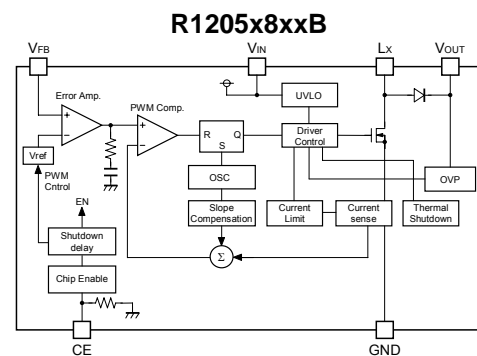 R1205x8xxB
VFB
VIN
LX
VOUT
Error Amp.
PWM Comp.
UVLO
+
−
+
−
R
Q
S
Driver
Control
Vref
PWM
Cntrol
OSC
OVP
EN
Slope
Compensation
Current
Limit
Current
sense
Thermal
Shutdown
Shutdown
delay
Σ
Chip Enable
CE
GND